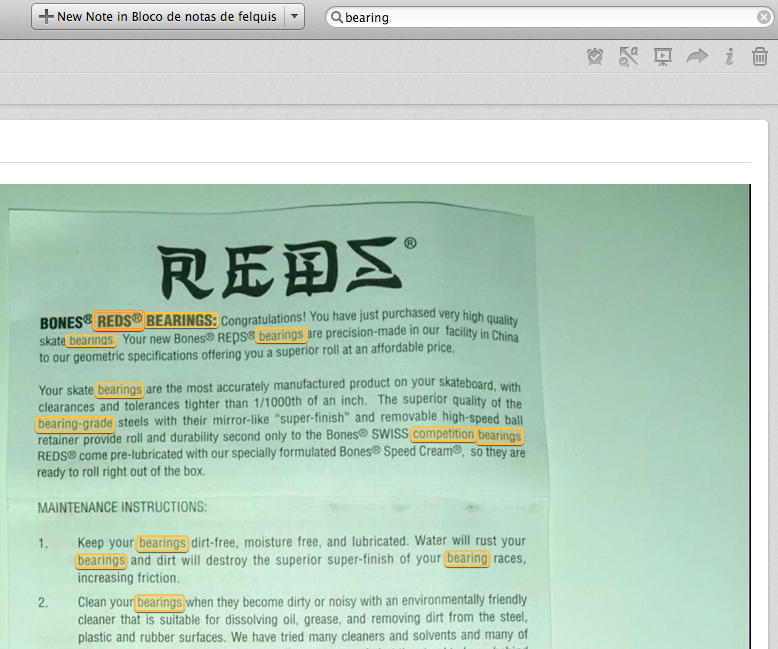 New Note in Bloco de notas de felquis
bearing
REDS®
BONES® REDS® BEARINGS: Congratulations! You have just purchased very high quality
skate bearings. Your new Bones® REDS® bearings are precision-made in our facility in China
to our geometric specifications offering you a superior roll at an affordable price.
Your skate bearings are the most accurately manufactured product on your skateboard, with
clearances and tolerances tighter than 1/1000th of an inch. The superior quality of the
bearing-grade steels with their mirror-like “super-finish” and removable high-speed ball
retainer provide roll and durability second only to the Bones® SWISS competition bearings
REDS® come pre-lubricated with our specially formulated Bones® Speed Cream®, so they are
ready to roll right out of the box.
MAINTENANCE INSTRUCTIONS:
1. Keep your bearings dirt-free, moisture free, and lubricated. Water will rust your
bearings and dirt will destroy the superior super-finish of your bearing races,
increasing friction.
2. Clean your bearings when they become dirty or noisy with an environmentally friendly
cleaner that is suitable for dissolving oil, grease, and removing dirt from the steel,
plastic and rubber surfaces. We have tried many cleaners and solvents and many of